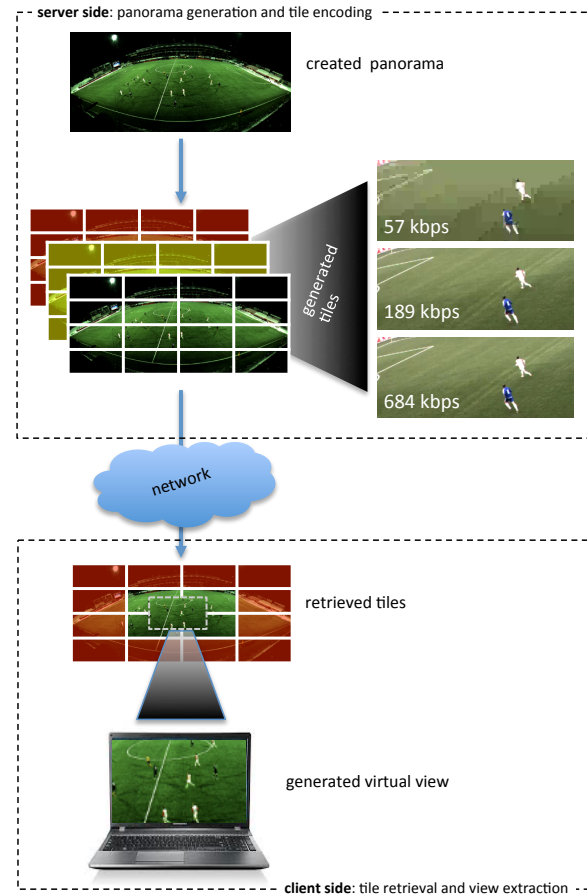 server side: panorama generation and tile encoding
created panorama
generated
tiles
57 kbps
189 kbps
684 kbps
network
retrieved tiles
generated virtual view
client side: tile retrieval and view extraction